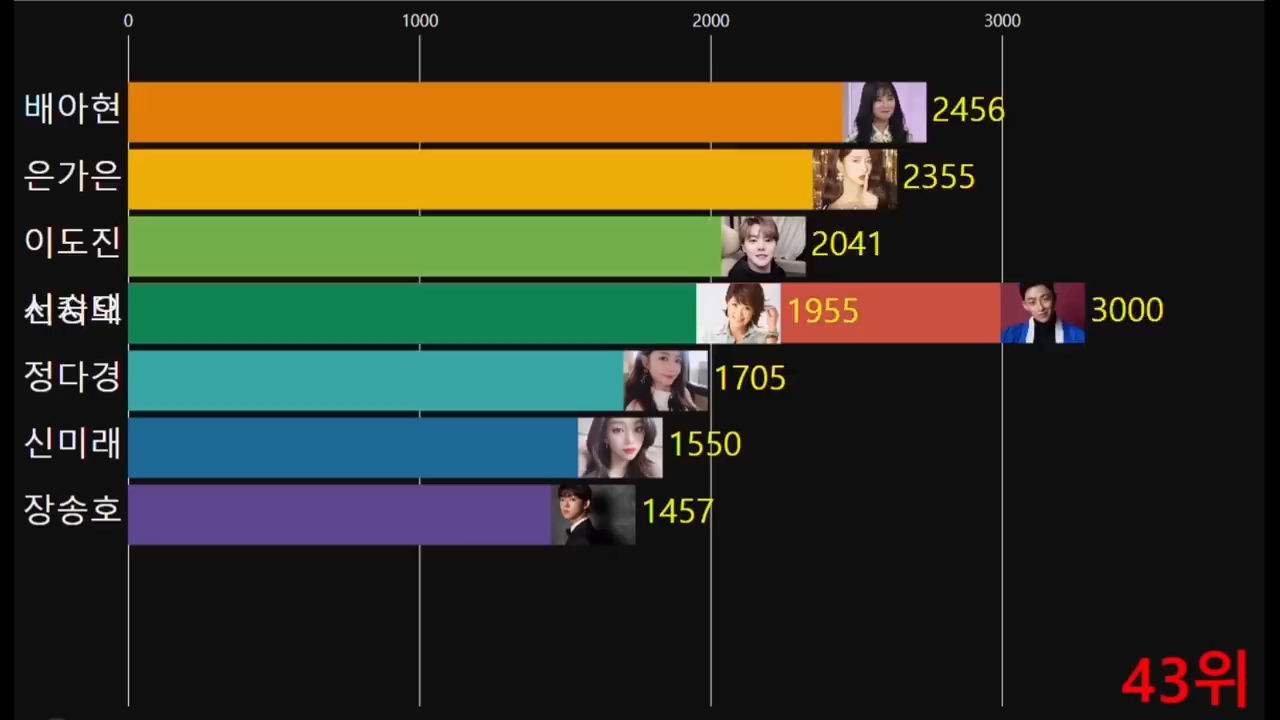 0 1000 2000 3000
배아현 2456
은가은 2355
이도진 2041
1955 3000
정다경 1705
신미래 1550
장송호 1457
43위